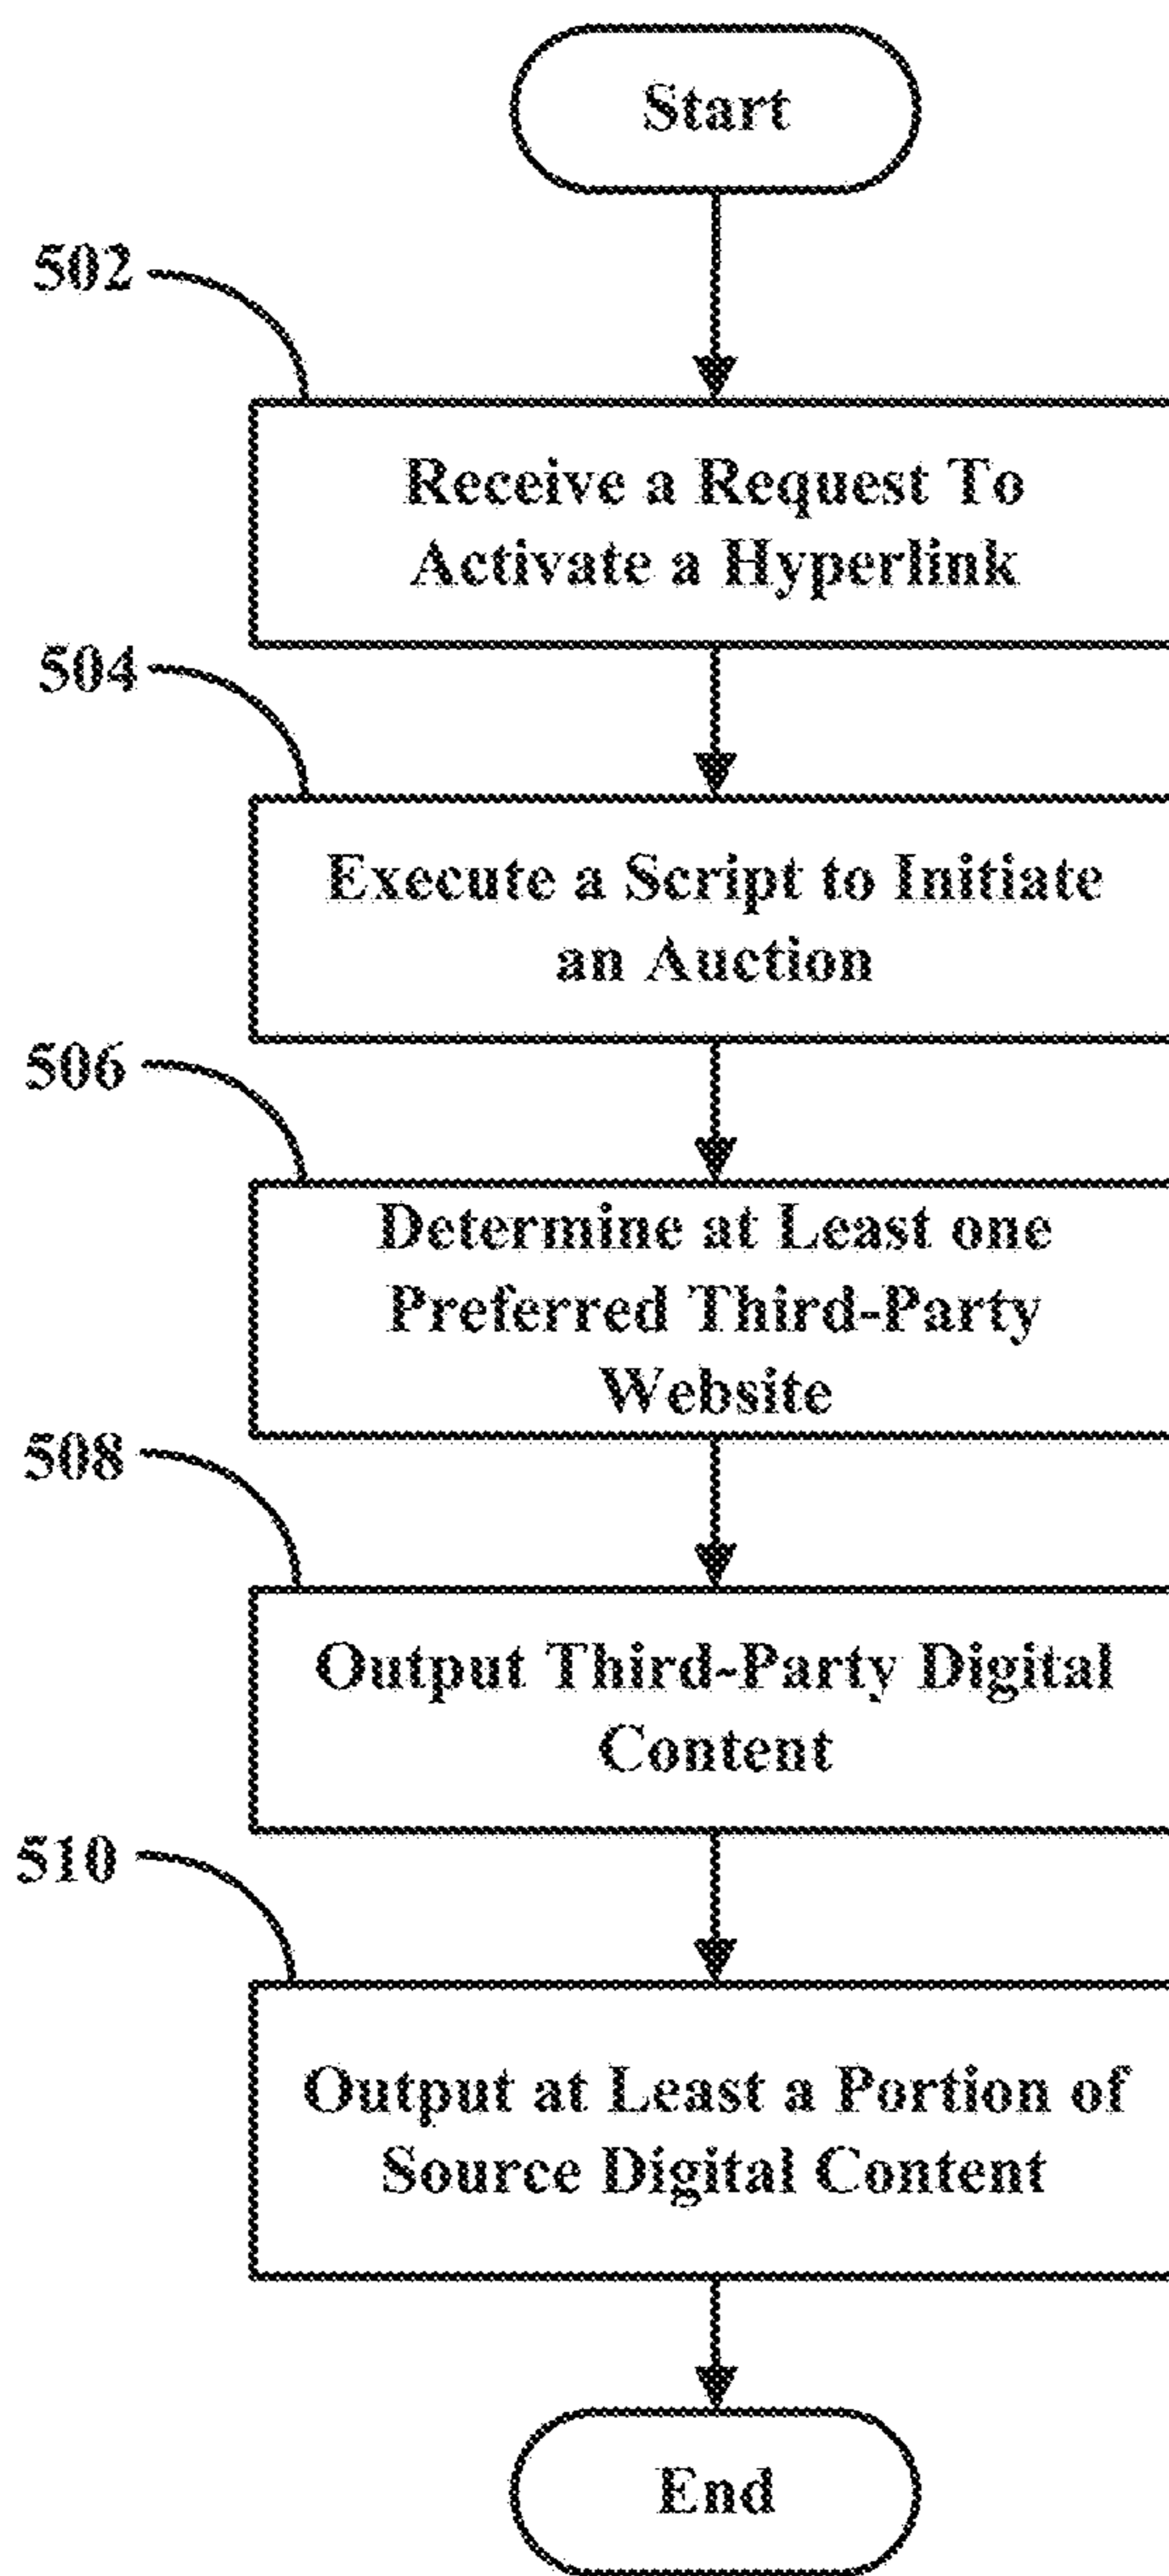 Start
502
Receive a Request To
Activate a Hyperlink
504
Execute a Script to Initiate
an Auction
506
Determine at Least one
Preferred Third-Party
Website
508
Output Third-Party Digital
Content
510
Output at Least a Portion of
Source Digital Content
End